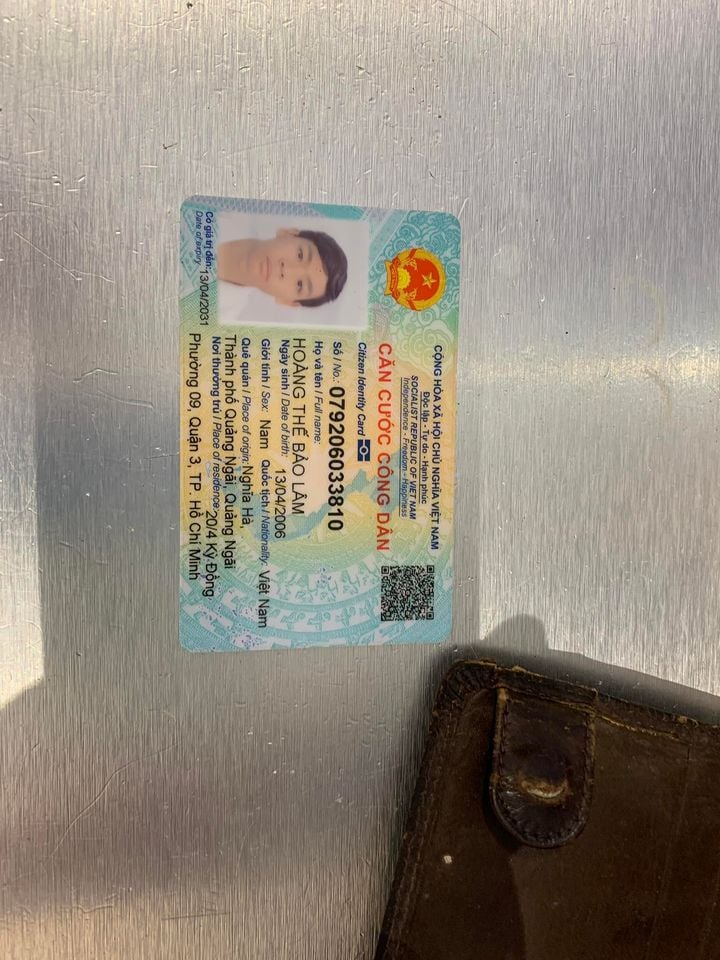 CỘNG HÒA XÃ HỘI CHỦ NGHĨA VIỆT NAM
Độc lập - Tự do - Hạnh phúc
SOCIALIST REPUBLIC OF VIET NAM
Independence - Freedom - Happiness
CĂN CƯỚC CÔNG DÂN
Citizen Identity Card
Số / No.: 079206033810
Họ và tên / Full name:
HOÀNG THẾ BẢO LÂM
Ngày sinh / Date of birth: 13/04/2006
Giới tính / Sex: Nam Quốc tịch / Nationality: Việt Nam
Quê quán / Place of origin: Nghĩa Hà,
Thành phố Quảng Ngãi, Quảng Ngãi
Nơi thường trú / Place of residence: 20/4 Kỳ Đồng
Phường 09, Quận 3, TP. Hồ Chí Minh
Có giá trị đến: 13/04/2031
Date of expiry